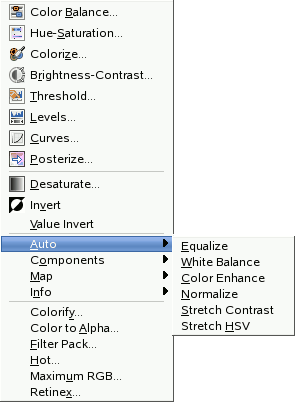 Color Balance...
Hue-Saturation...
Colorize...
Brightness-Contrast...
Threshold...
Levels...
Curves...
Posterize...
Desaturate...
Invert
Value Invert
Auto
Components
Map
Info
Colorify...
Color to Alpha...
Filter Pack...
Hot...
Maximum RGB...
Retinex...
Equalize
White Balance
Color Enhance
Normalize
Stretch Contrast
Stretch HSV